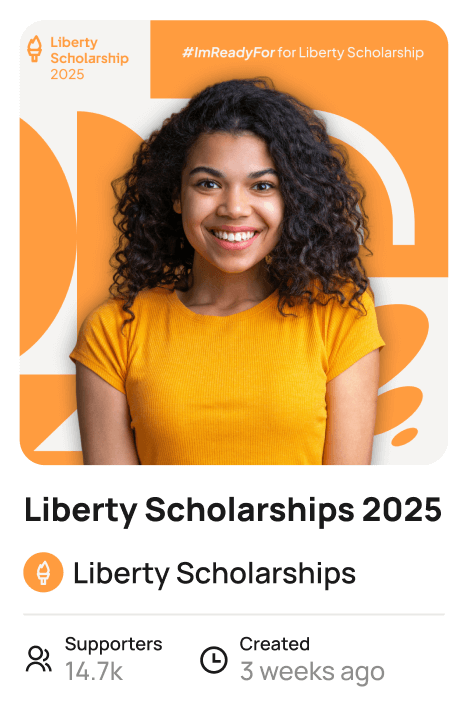 Liberty
Scholarship
2025
#ImReadyFor for Liberty Scholarship
Liberty Scholarships 2025
Liberty Scholarships
Supporters
14.7k
Created
3 weeks ago